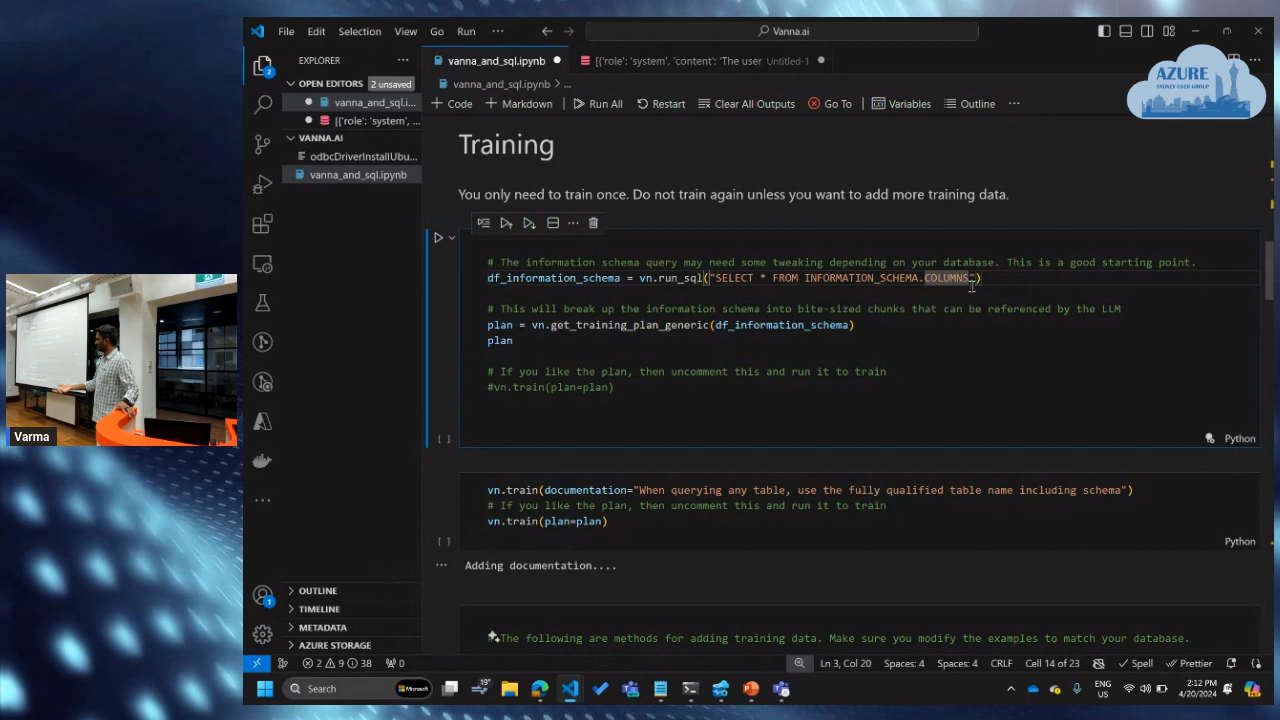 File Edit Selection View Go Run ··· Vanna.ai
EXPLORER ···
OPEN EDITORS 2 unsaved
vanna_and_sql.i...
[{'role': 'system', ...
VANNA.AI
odbcDriverInstallUbu...
vanna_and_sql.ipynb
OUTLINE
TIMELINE
METADATA
AZURE STORAGE
vanna_and_sql.ipynb
[{'role': 'system', 'content': 'The user Untitled-1
AZURE
SYDNEY USER GROUP
vanna_and_sql.ipynb > ...
+ Code + Markdown Run All Restart Clear All Outputs Go To Variables Outline ···
Training
You only need to train once. Do not train again unless you want to add more training data.
# The information schema query may need some tweaking depending on your database. This is a good starting point.
df_information_schema = vn.run_sql("SELECT * FROM INFORMATION_SCHEMA.COLUMNS")
# This will break up the information schema into bite-sized chunks that can be referenced by the LLM
plan = vn.get_training_plan_generic(df_information_schema)
plan
# If you like the plan, then uncomment this and run it to train
#vn.train(plan=plan)
[ ] Python
vn.train(documentation="When querying any table, use the fully qualified table name including schema")
# If you like the plan, then uncomment this and run it to train
vn.train(plan=plan)
[ ] Python
··· Adding documentation....
# The following are methods for adding training data. Make sure you modify the examples to match your database.
Varma
2 9 38 0 Ln 3, Col 20 Spaces: 4 Spaces: 4 CRLF Cell 14 of 23 Spell Prettier
Search Microsoft 19° ENG US 2:12 PM 4/20/2024